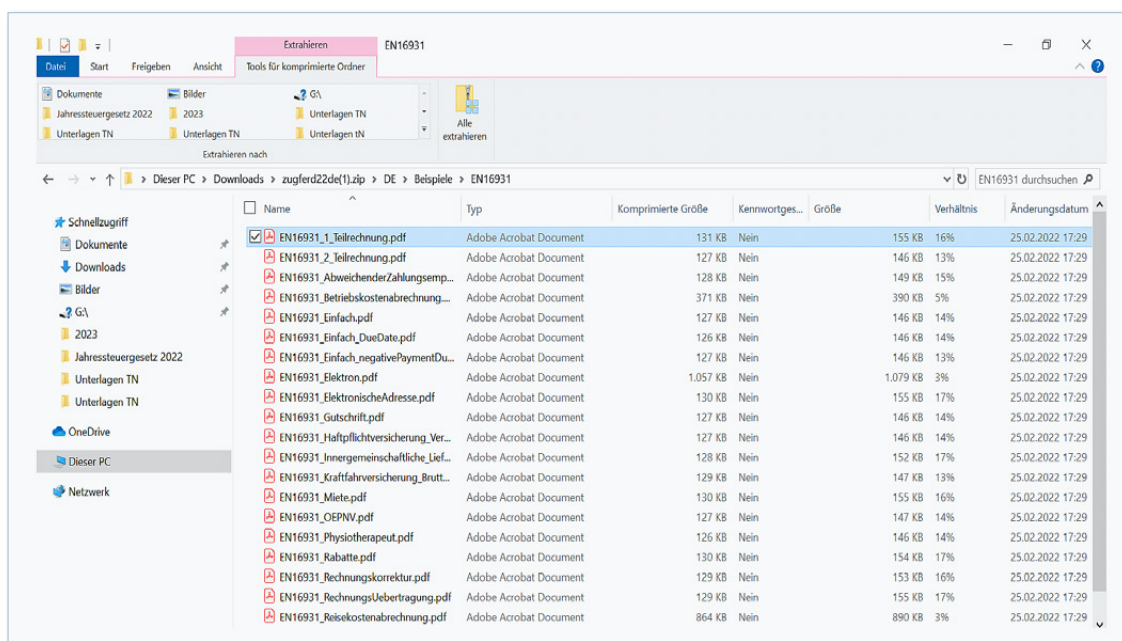 Extrahieren EN16931
Datei Start Freigeben Ansicht Tools für komprimierte Ordner
Dokumente Bilder G:\
Jahressteuergesetz 2022 2023 Unterlagen TN
Unterlagen TN Unterlagen TN Unterlagen tN
Alle
extrahieren
Extrahieren nach
Dieser PC > Downloads > zugferd22de(1).zip > DE > Beispiele > EN16931 EN16931 durchsuchen
Schnellzugriff
Dokumente
Downloads
Bilder
G:\
2023
Jahressteuergesetz 2022
Unterlagen TN
Unterlagen TN
OneDrive
Dieser PC
Netzwerk
Name Typ Komprimierte Größe Kennwortges... Größe Verhältnis Änderungsdatum
EN16931_1_Teilrechnung.pdf Adobe Acrobat Document 131 KB Nein 155 KB 16% 25.02.2022 17:29
EN16931_2_Teilrechnung.pdf Adobe Acrobat Document 127 KB Nein 146 KB 13% 25.02.2022 17:29
EN16931_AbweichenderZahlungsemp... Adobe Acrobat Document 128 KB Nein 149 KB 15% 25.02.2022 17:29
EN16931_Betriebskostenabrechnung.... Adobe Acrobat Document 371 KB Nein 390 KB 5% 25.02.2022 17:29
EN16931_Einfach.pdf Adobe Acrobat Document 127 KB Nein 146 KB 14% 25.02.2022 17:29
EN16931_Einfach_DueDate.pdf Adobe Acrobat Document 126 KB Nein 146 KB 14% 25.02.2022 17:29
EN16931_Einfach_negativePaymentDu... Adobe Acrobat Document 127 KB Nein 146 KB 13% 25.02.2022 17:29
EN16931_Elektron.pdf Adobe Acrobat Document 1.057 KB Nein 1.079 KB 3% 25.02.2022 17:29
EN16931_ElektronischeAdresse.pdf Adobe Acrobat Document 130 KB Nein 155 KB 17% 25.02.2022 17:29
EN16931_Gutschrift.pdf Adobe Acrobat Document 127 KB Nein 146 KB 14% 25.02.2022 17:29
EN16931_Haftpflichtversicherung_Ver... Adobe Acrobat Document 127 KB Nein 146 KB 14% 25.02.2022 17:29
EN16931_Innergemeinschaftliche_Lief... Adobe Acrobat Document 128 KB Nein 152 KB 17% 25.02.2022 17:29
EN16931_Kraftfahrversicherung_Brutt... Adobe Acrobat Document 129 KB Nein 147 KB 13% 25.02.2022 17:29
EN16931_Miete.pdf Adobe Acrobat Document 130 KB Nein 155 KB 16% 25.02.2022 17:29
EN16931_OEPNV.pdf Adobe Acrobat Document 127 KB Nein 147 KB 14% 25.02.2022 17:29
EN16931_Physiotherapeut.pdf Adobe Acrobat Document 126 KB Nein 146 KB 14% 25.02.2022 17:29
EN16931_Rabatte.pdf Adobe Acrobat Document 130 KB Nein 154 KB 17% 25.02.2022 17:29
EN16931_Rechnungskorrektur.pdf Adobe Acrobat Document 129 KB Nein 153 KB 16% 25.02.2022 17:29
EN16931_RechnungsUebertragung.pdf Adobe Acrobat Document 129 KB Nein 155 KB 17% 25.02.2022 17:29
EN16931_Reisekostenabrechnung.pdf Adobe Acrobat Document 864 KB Nein 890 KB 3% 25.02.2022 17:29